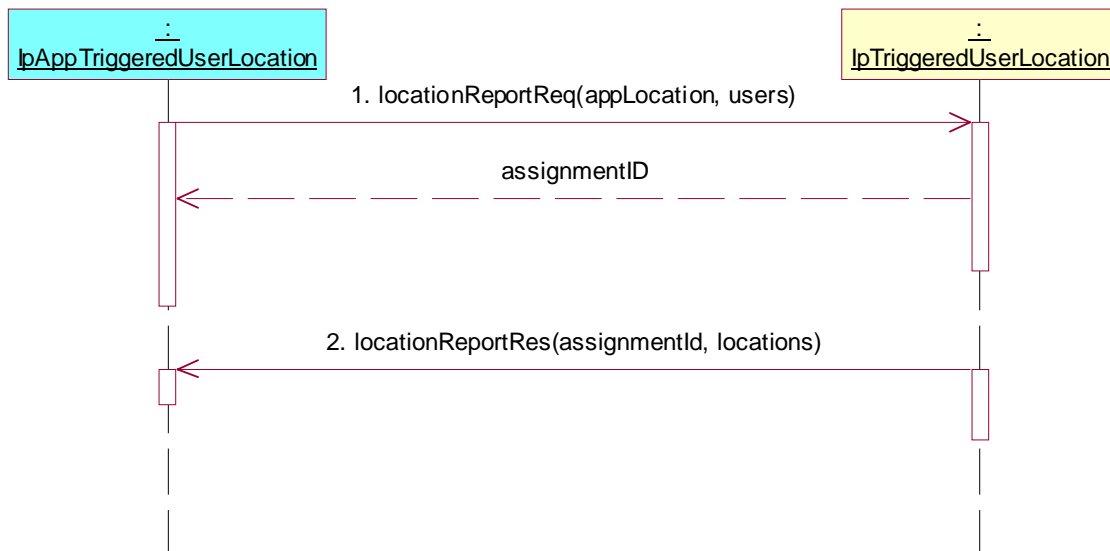 :
IpAppTriggeredUserLocation
:
IpTriggeredUserLocation
1. locationReportReq(appLocation, users)
assignmentID
2. locationReportRes(assignmentId, locations)